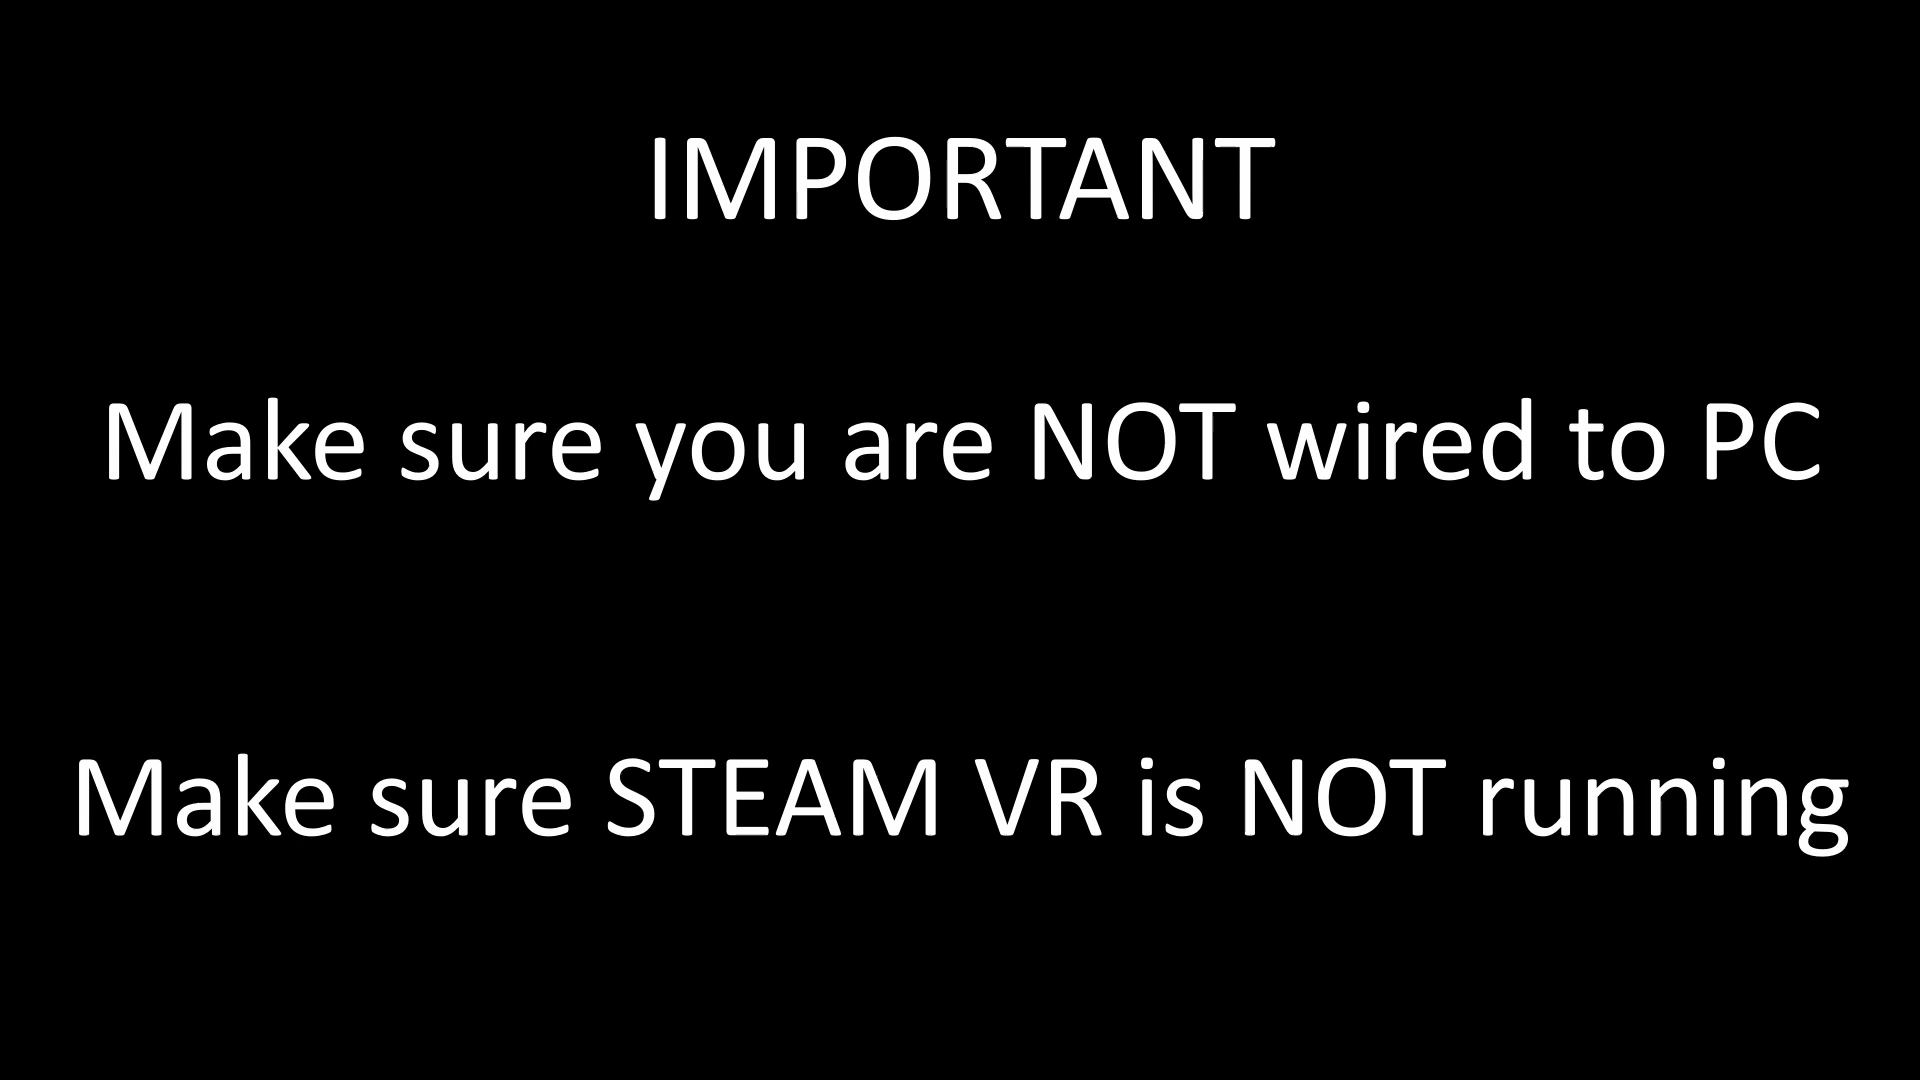 IMPORTANT
Make sure you are NOT wired to PC
Make sure STEAM VR is NOT running